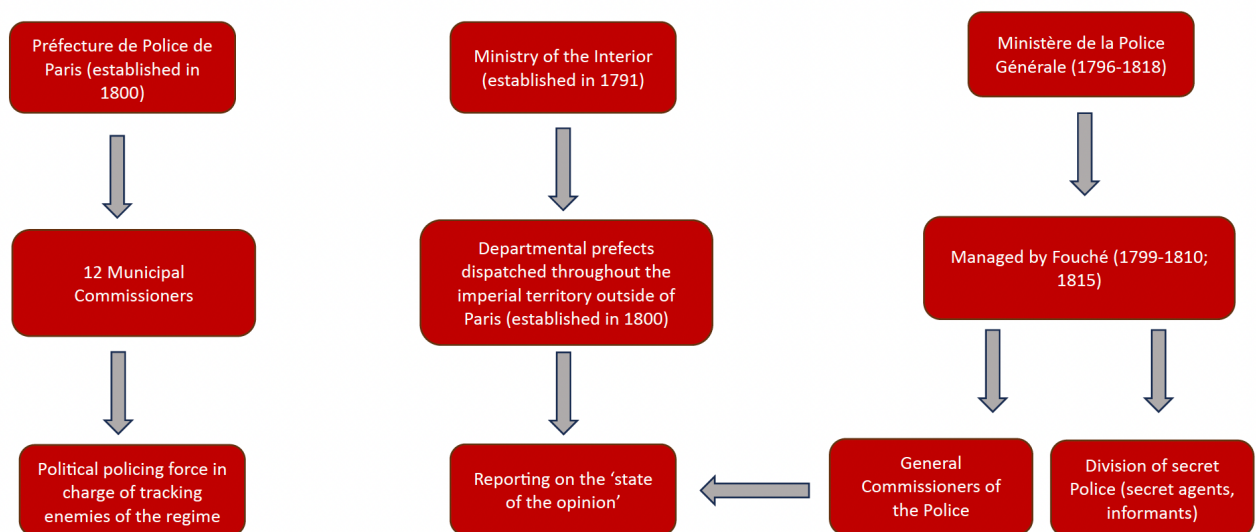 Préfecture de Police de
Paris (established in
1800)
Ministry of the Interior
(established in 1791)
Ministère de la Police
Générale (1796-1818)
12 Municipal
Commissioners
Departmental prefects
dispatched throughout the
imperial territory outside of
Paris (established in 1800)
Managed by Fouché (1799-1810;
1815)
Political policing force in
charge of tracking
enemies of the regime
Reporting on the ‘state
of the opinion’
General
Commissioners of
the Police
Division of secret
Police (secret agents,
informants)